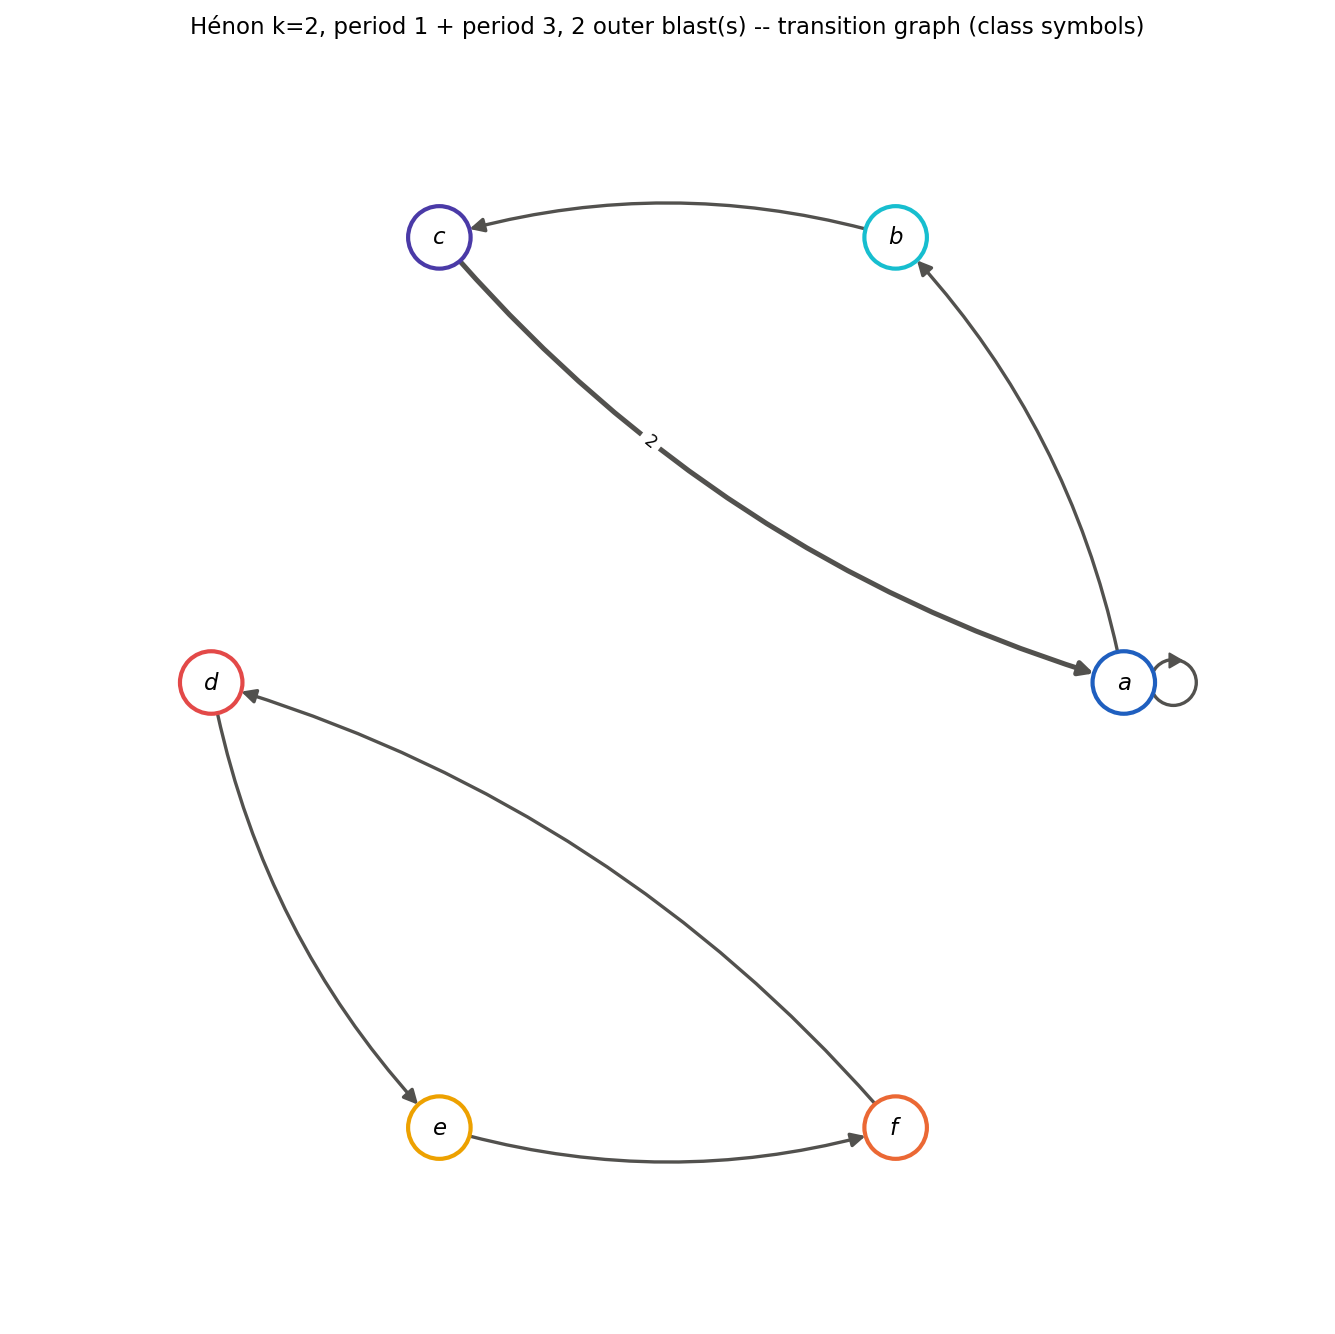 Hénon k=2, period 1 + period 3, 2 outer blast(s) -- transition graph (class symbols)
c
b
2
d
a
e
f